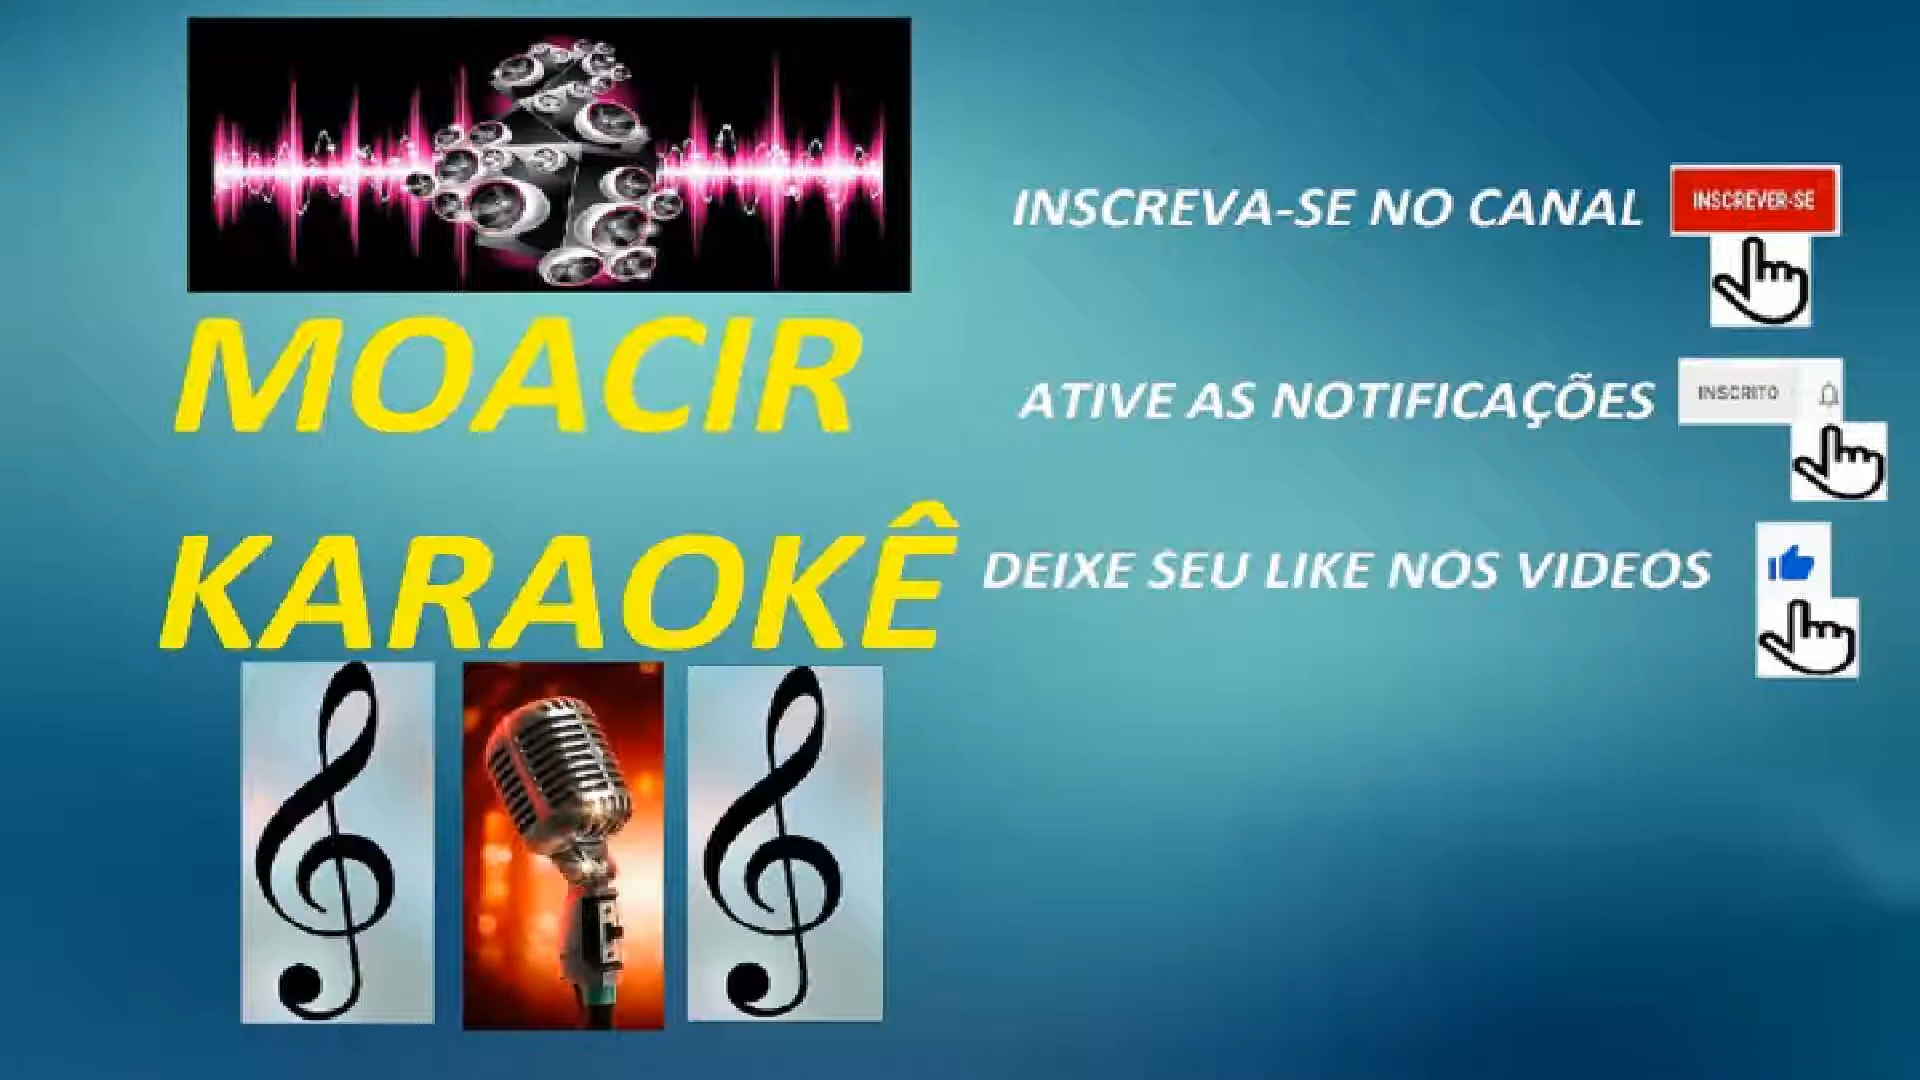 MOACIR
KARAOKÊ
INSCREVA-SE NO CANAL
INSCREVER-SE
ATIVE AS NOTIFICAÇÕES
INSCRITO
DEIXE SEU LIKE NOS VIDEOS